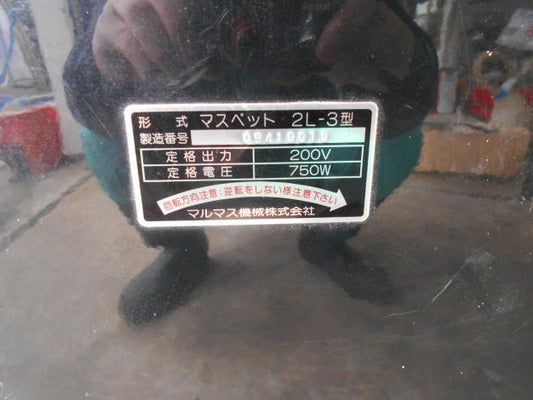 形 式 マスペット 2L-3型
製造番号
定格出力 200V
定格電圧 750W
回転方向注意:逆転をしない様注意下さい
マルマス機械株式会社